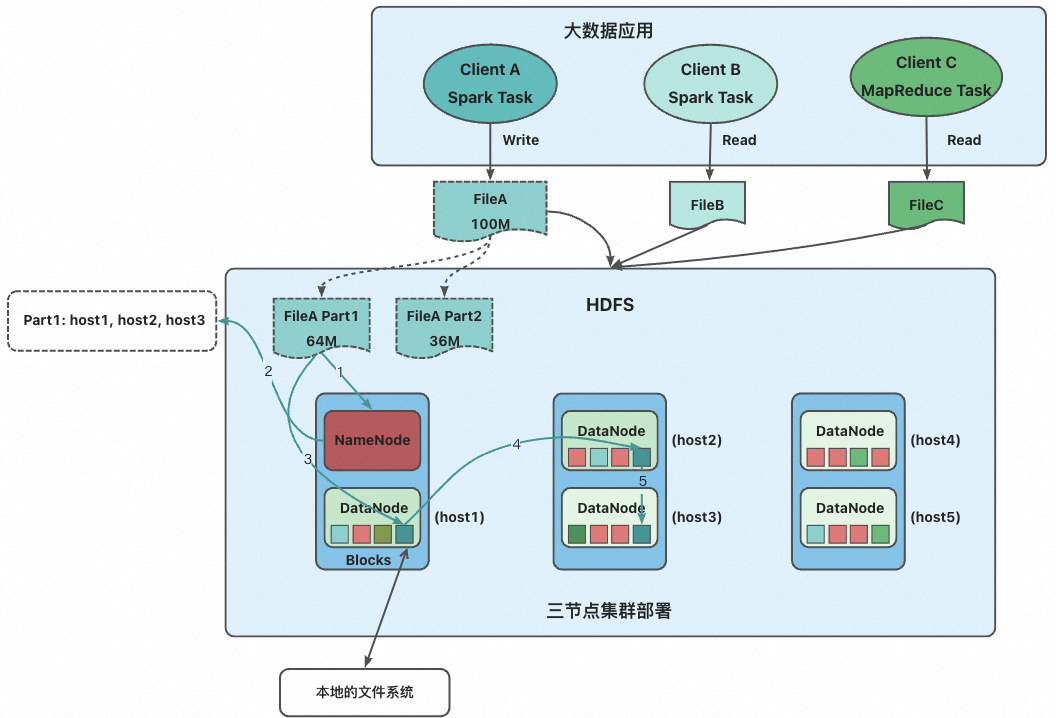 大数据应用
Client A
Spark Task
Client B
Spark Task
Client C
MapReduce Task
Write
Read
Read
FileA
100M
FileB
FileC
HDFS
Part1: host1, host2, host3
FileA Part1
64M
FileA Part2
36M
2
1
NameNode
3
4
DataNode
(host2)
5
DataNode
(host4)
DataNode
(host1)
Blocks
DataNode
(host3)
DataNode
(host5)
三节点集群部署
本地的文件系统